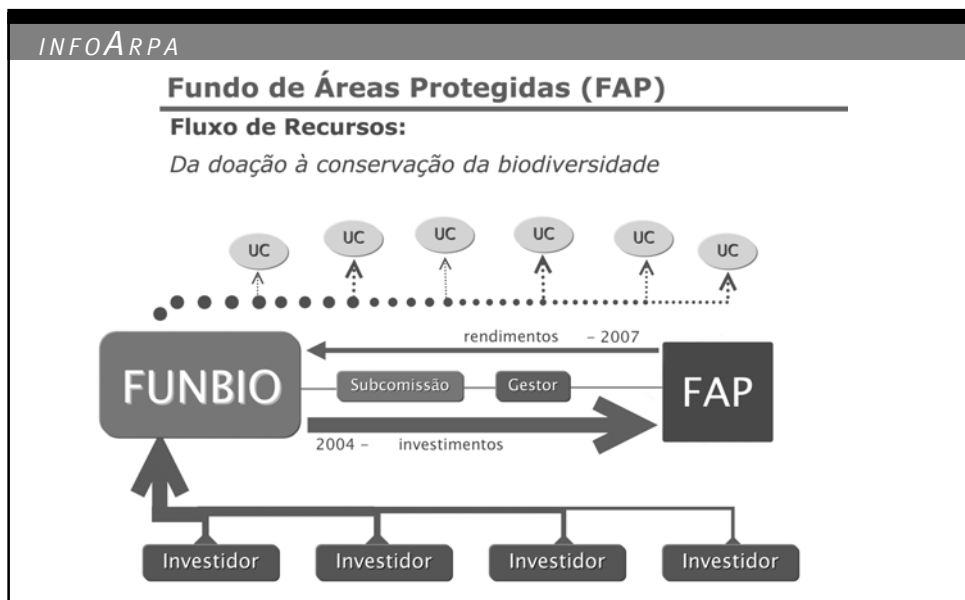 INFOARPA
Fundo de Áreas Protegidas (FAP)
Fluxo de Recursos:
Da doação à conservação da biodiversidade
UC UC UC UC UC UC
rendimentos – 2007
FUNBIO Subcomissão Gestor FAP
2004 – investimentos
Investidor Investidor Investidor Investidor